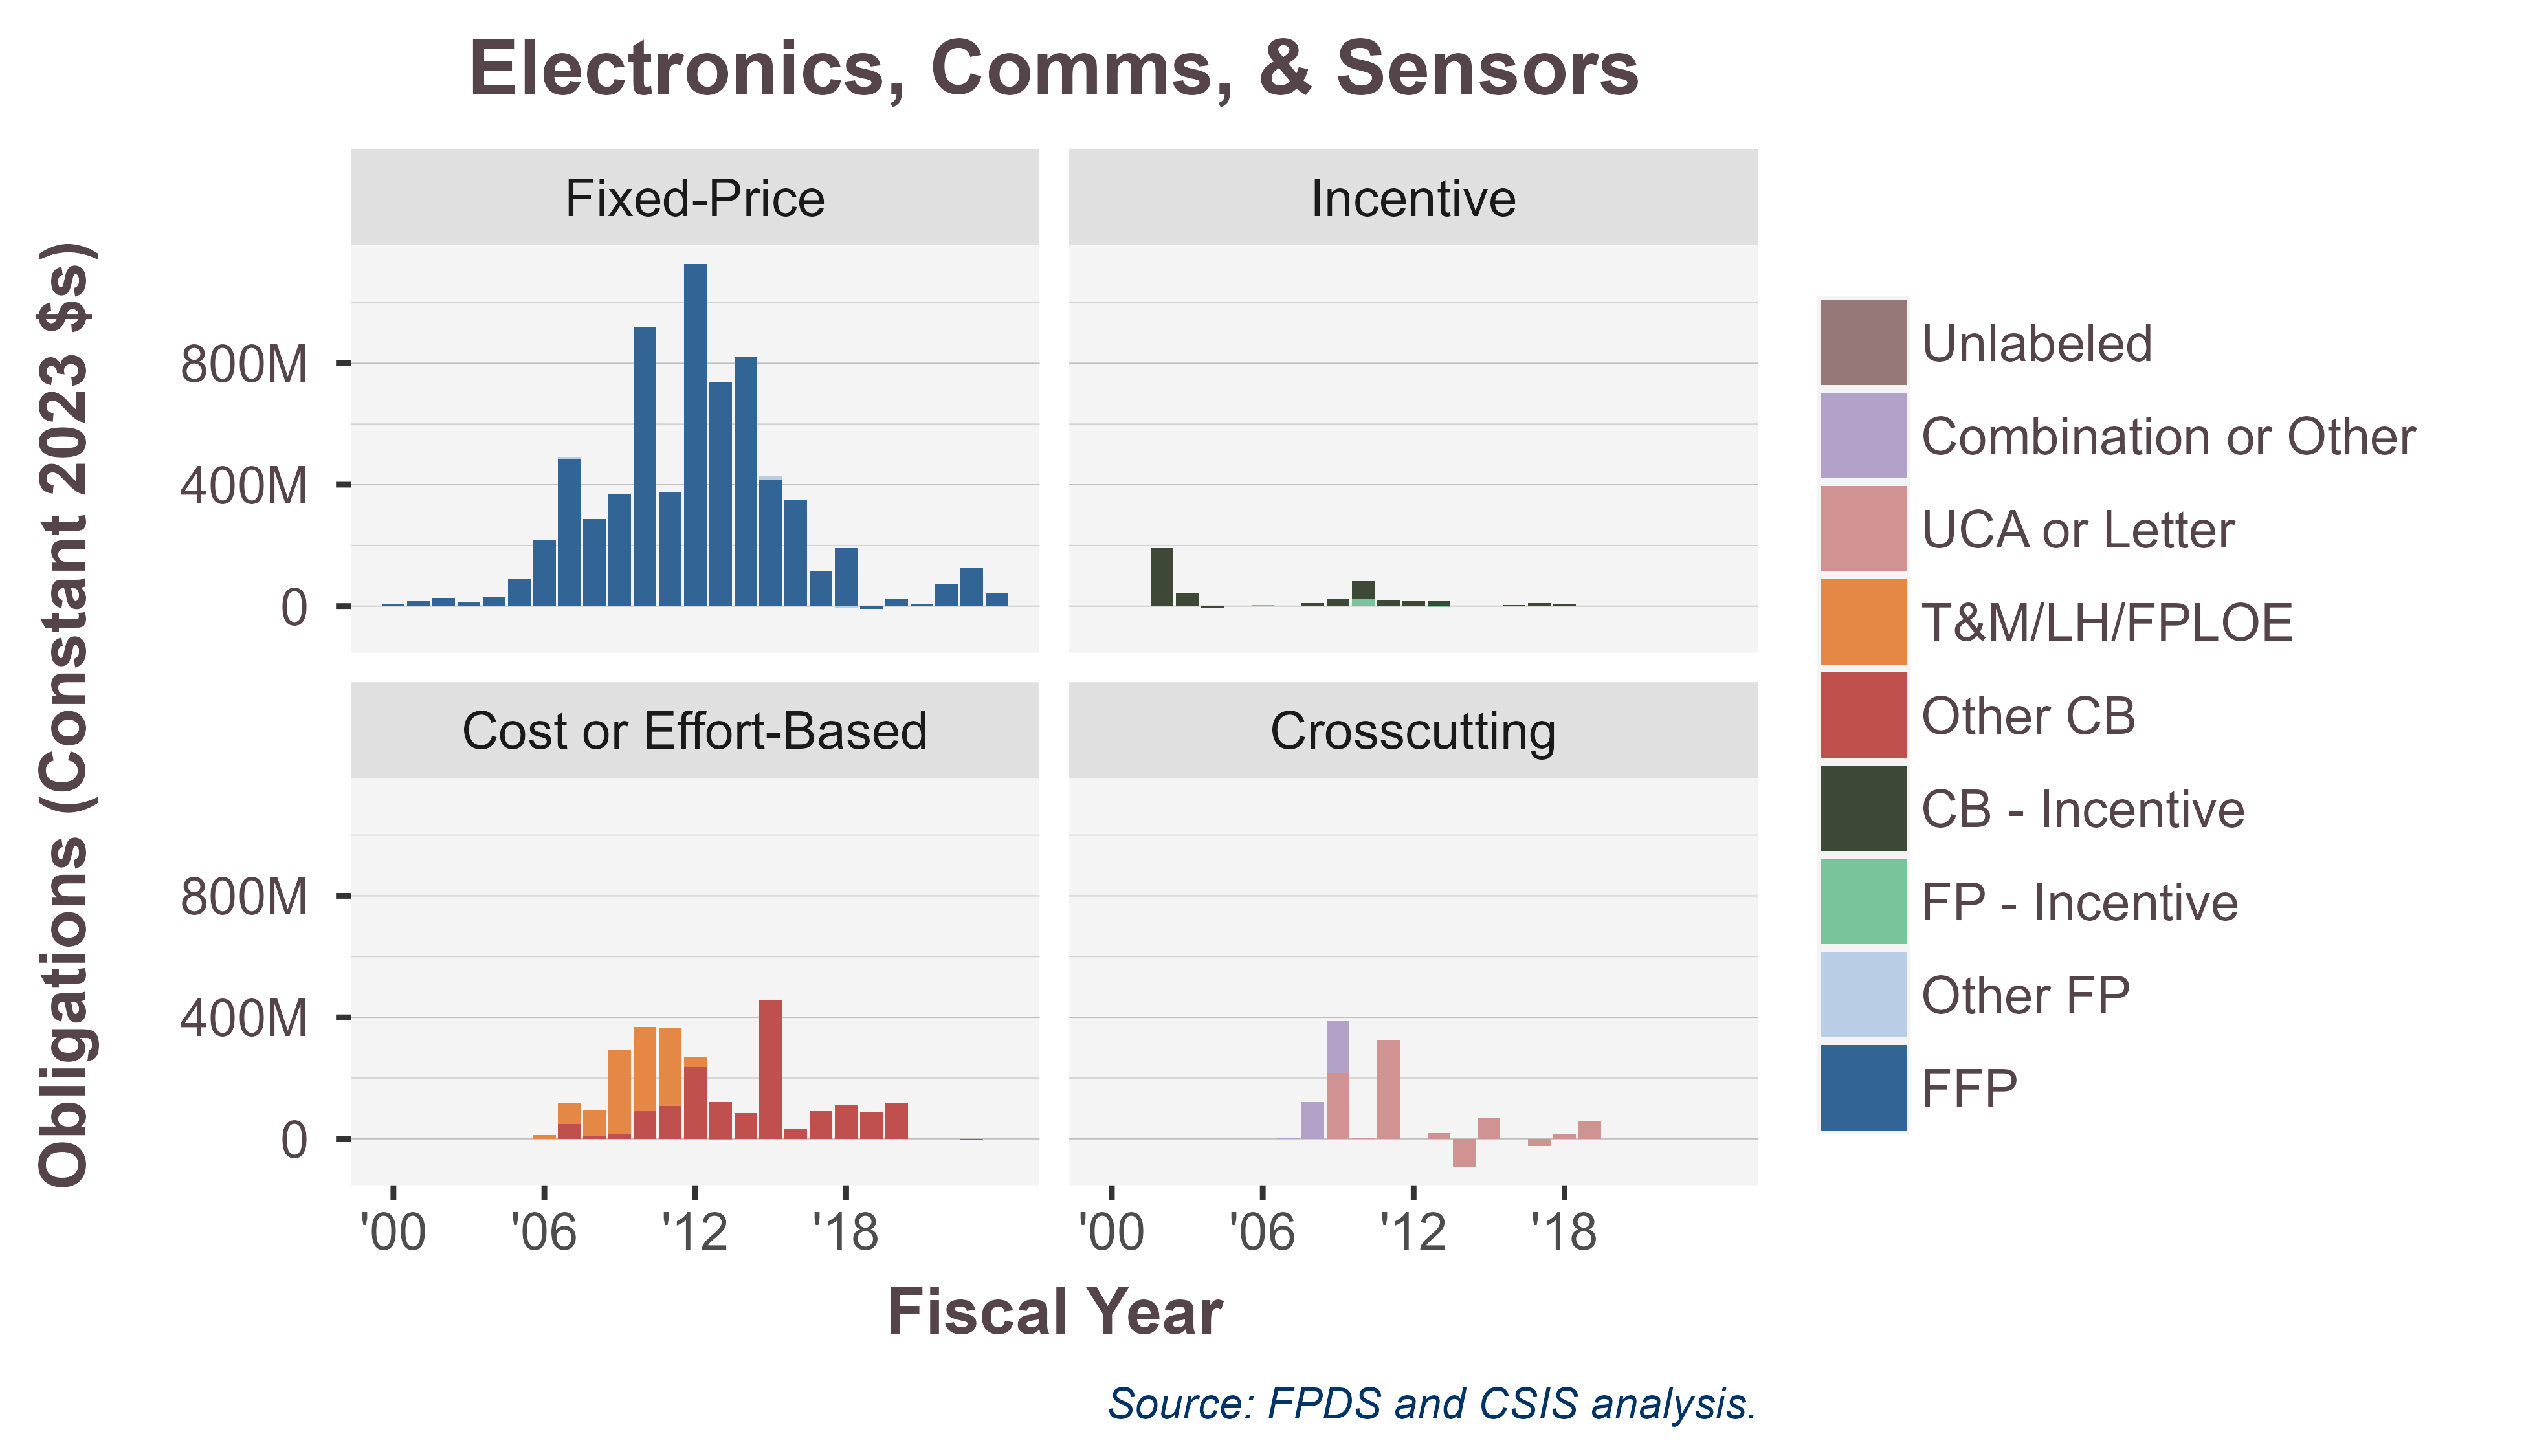 Electronics, Comms, & Sensors
Obligations (Constant 2023 $s)
Fixed-Price
Incentive
800M
400M
0
Cost or Effort-Based
Crosscutting
800M
400M
0
'00 '06 '12 '18
'00 '06 '12 '18
Fiscal Year
Unlabeled
Combination or Other
UCA or Letter
T&M/LH/FPLOE
Other CB
CB - Incentive
FP - Incentive
Other FP
FFP
Source: FPDS and CSIS analysis.